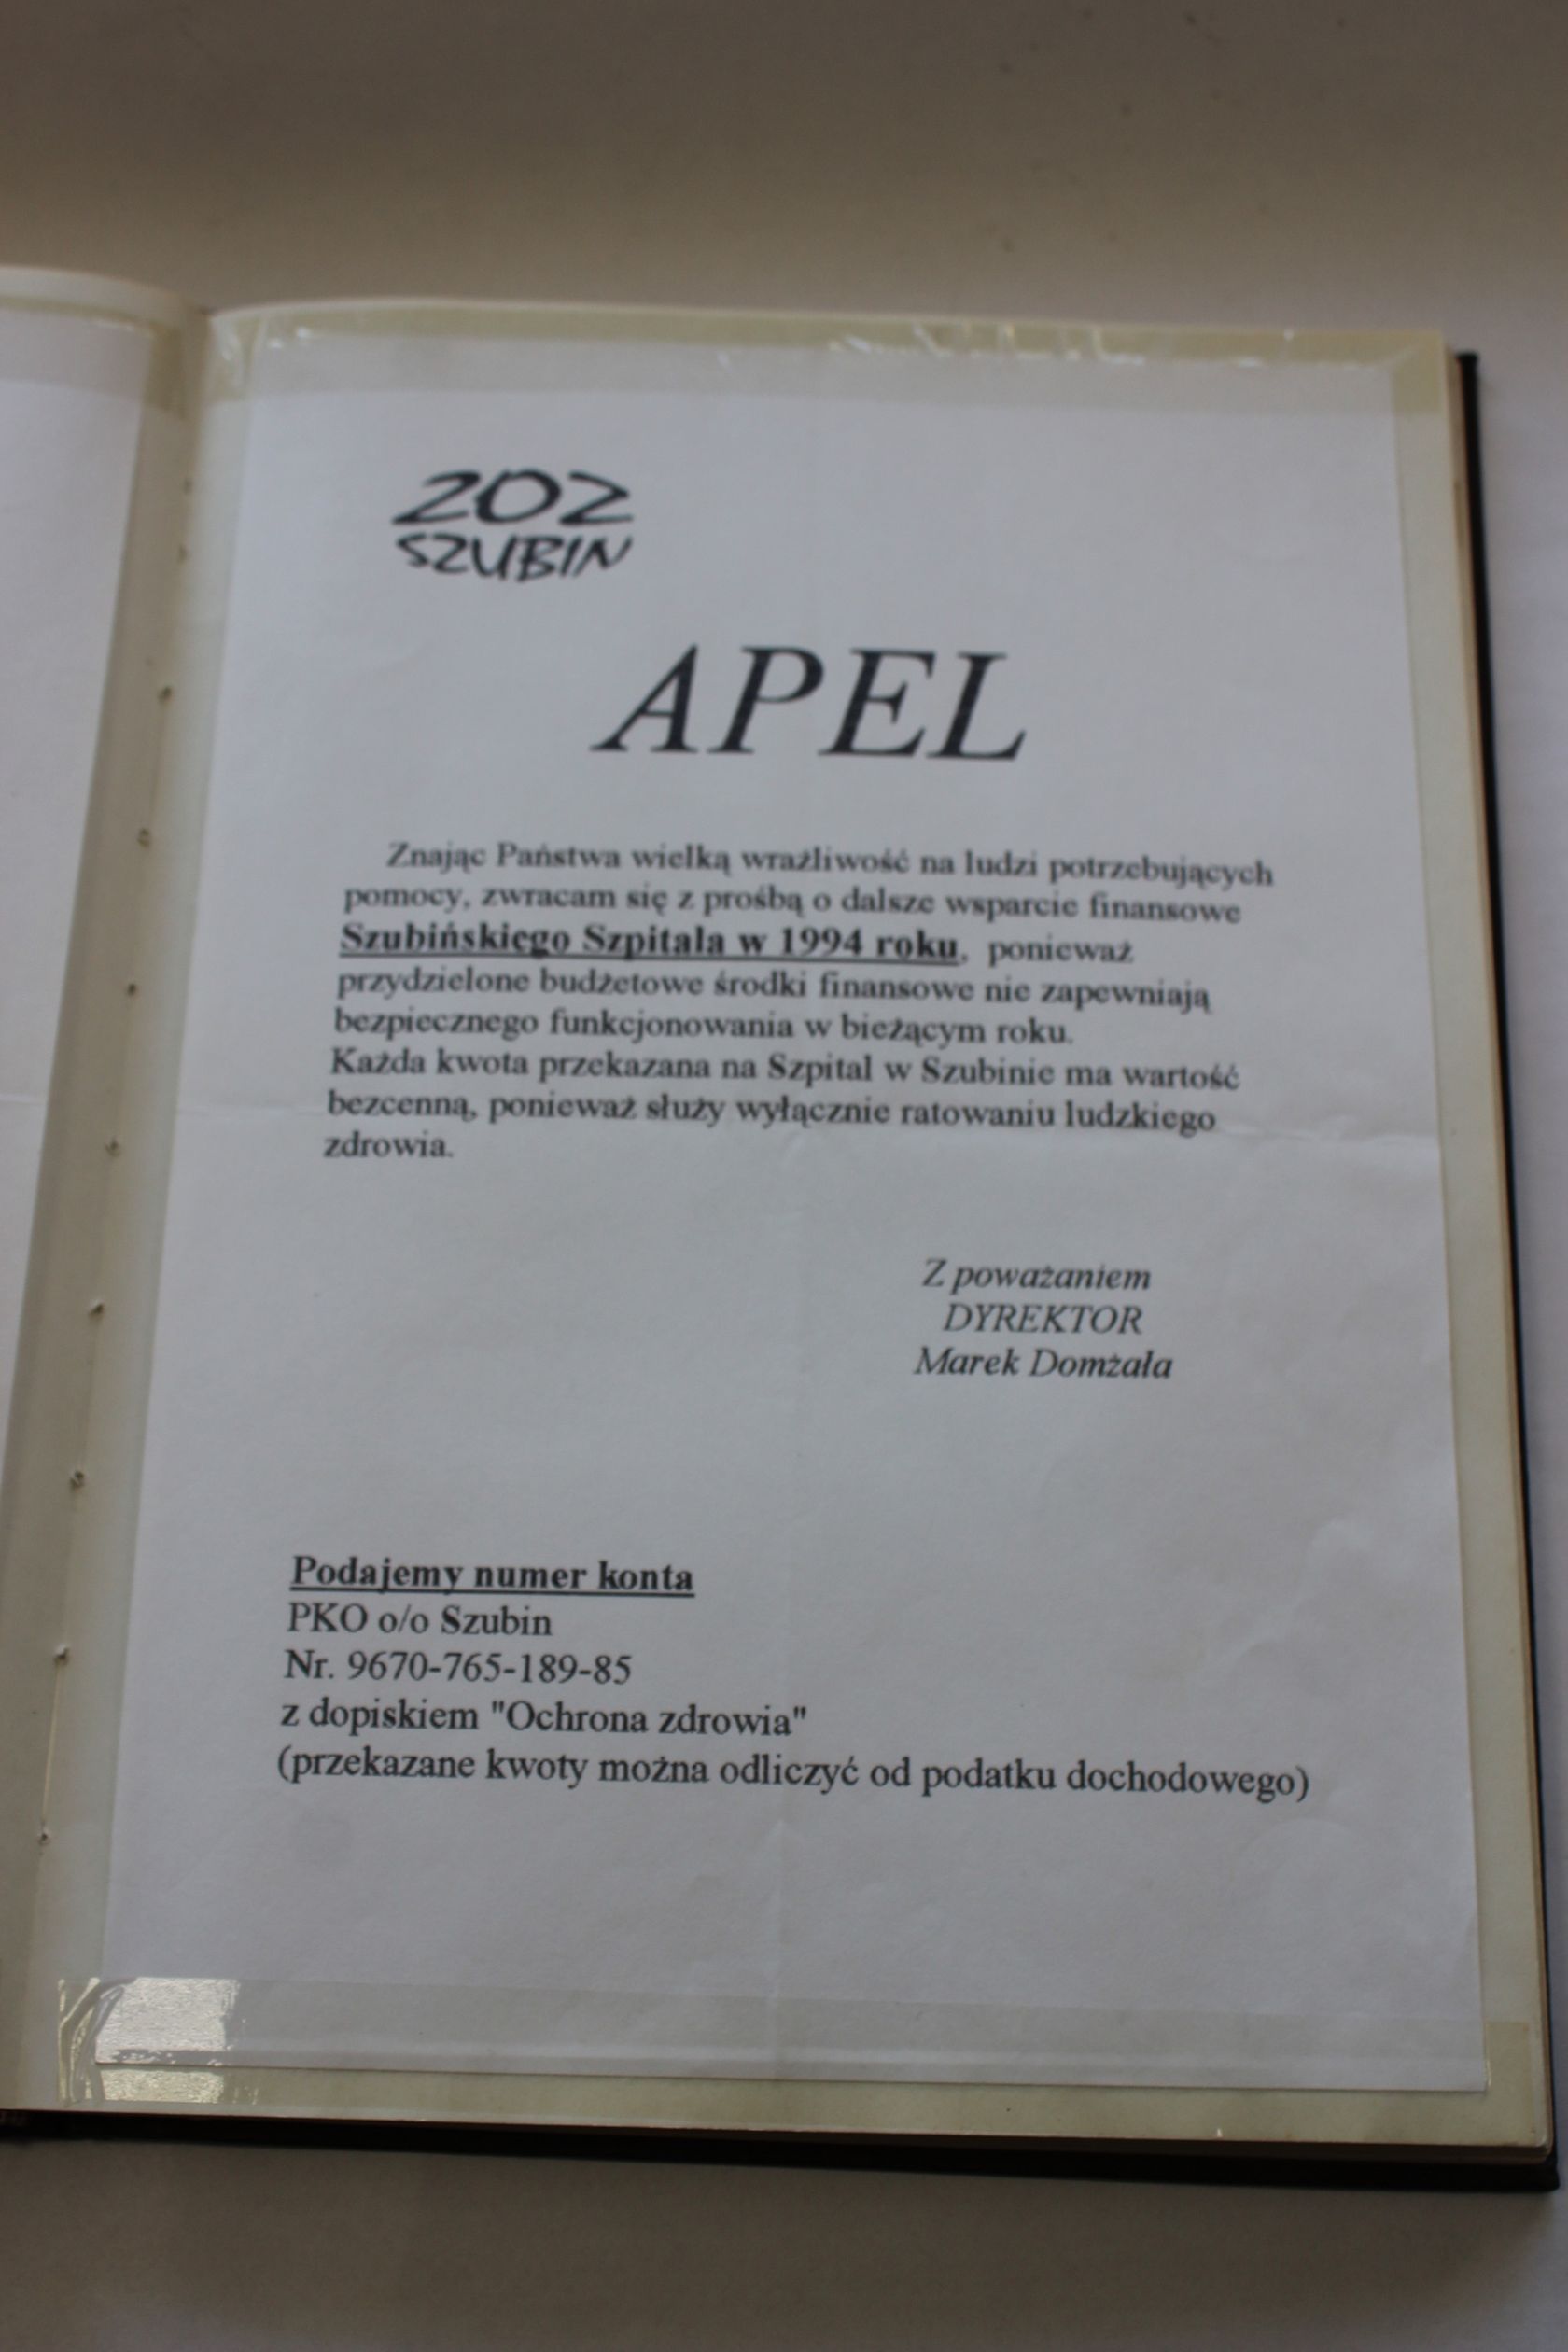 ZOZ
SZUBIN
APEL
Znając Państwa wielką wrażliwość na ludzi potrzebujących
pomocy, zwracam się z prośbą o dalsze wsparcie finansowe
Szubińskiego Szpitala w 1994 roku, ponieważ
przydzielone budżetowe środki finansowe nie zapewniają
bezpiecznego funkcjonowania w bieżącym roku.
Każda kwota przekazana na Szpital w Szubinie ma wartość
bezcenną, ponieważ służy wyłącznie ratowaniu ludzkiego
zdrowia.
Z poważaniem
DYREKTOR
Marek Domżała
Podajemy numer konta
PKO o/o Szubin
Nr. 9670-765-189-85
z dopiskiem "Ochrona zdrowia"
(przekazane kwoty można odliczyć od podatku dochodowego)